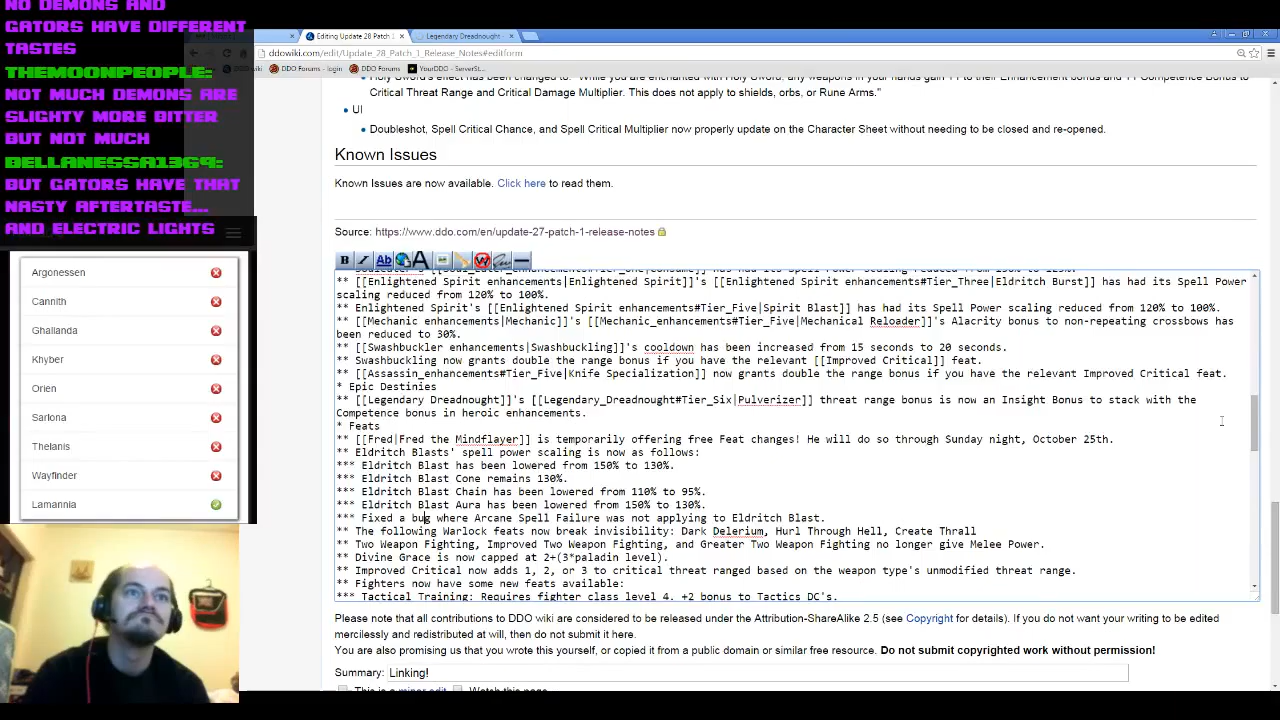 NO DEMONS AND
GATORS HAVE DIFFERENT
TASTES
THEMOONPEOPLE:
NOT MUCH DEMONS ARE
SLIGHTY MORE BITTER
BUT NOT MUCH
BELLANESSA1369:
BUT GATORS HAVE THAT
NASTY AFTERTASTE...
AND ELECTRIC LIGHTS
Argonessen
Cannith
Ghallanda
Khyber
Orien
Sarlona
Thelanis
Wayfinder
Lamannia
Editing Update 28 Patch
Legendary Dreadnought -
ddowiki.com/edit/Update_28_Patch_1_Release_Notes#editform
DDO Forums - login
DDO Forums
YourDDO - ServerSt...
Critical Threat Range and Critical Damage Multiplier. This does not apply to shields, orbs, or Rune Arms."
UI
Doubleshot, Spell Critical Chance, and Spell Critical Multiplier now properly update on the Character Sheet without needing to be closed and re-opened.
Known Issues
Known Issues are now available. Click here to read them.
Source: https://www.ddo.com/en/update-27-patch-1-release-notes
** [[Enlightened Spirit enhancements|Enlightened Spirit]]'s [[Enlightened Spirit enhancements#Tier_Three|Eldritch Burst]] has had its Spell Power
scaling reduced from 120% to 100%.
** Enlightened Spirit's [[Enlightened Spirit enhancements#Tier_Five|Spirit Blast]] has had its Spell Power scaling reduced from 120% to 100%.
** [[Mechanic enhancements|Mechanic]]'s [[Mechanic_enhancements#Tier_Five|Mechanical Reloader]]'s Alacrity bonus to non-repeating crossbows has
been reduced to 30%.
** [[Swashbuckler enhancements|Swashbuckling]]'s cooldown has been increased from 15 seconds to 20 seconds.
** Swashbuckling now grants double the range bonus if you have the relevant [[Improved Critical]] feat.
** [[Assassin_enhancements#Tier_Five|Knife Specialization]] now grants double the range bonus if you have the relevant Improved Critical feat.
* Epic Destinies
** [[Legendary Dreadnought]]'s [[Legendary_Dreadnought#Tier_Six|Pulverizer]] threat range bonus is now an Insight Bonus to stack with the
Competence bonus in heroic enhancements.
* Feats
** [[Fred|Fred the Mindflayer]] is temporarily offering free Feat changes! He will do so through Sunday night, October 25th.
** Eldritch Blasts' spell power scaling is now as follows:
*** Eldritch Blast has been lowered from 150% to 130%.
*** Eldritch Blast Cone remains 130%.
*** Eldritch Blast Chain has been lowered from 110% to 95%.
*** Eldritch Blast Aura has been lowered from 150% to 130%.
*** Fixed a bug where Arcane Spell Failure was not applying to Eldritch Blast.
** The following Warlock feats now break invisibility: Dark Delerium, Hurl Through Hell, Create Thrall
** Two Weapon Fighting, Improved Two Weapon Fighting, and Greater Two Weapon Fighting no longer give Melee Power.
** Divine Grace is now capped at 2+(3*paladin level).
** Improved Critical now adds 1, 2, or 3 to critical threat ranged based on the weapon type's unmodified threat range.
** Fighters now have some new feats available:
*** Tactical Training: Requires fighter class level 4. +2 bonus to Tactics DC's.
Please note that all contributions to DDO wiki are considered to be released under the Attribution-ShareAlike 2.5 (see Copyright for details). If you do not want your writing to be edited
mercilessly and redistributed at will, then do not submit it here.
You are also promising us that you wrote this yourself, or copied it from a public domain or similar free resource. Do not submit copyrighted work without permission!
Summary: Linking!
This is a minor edit Watch this page